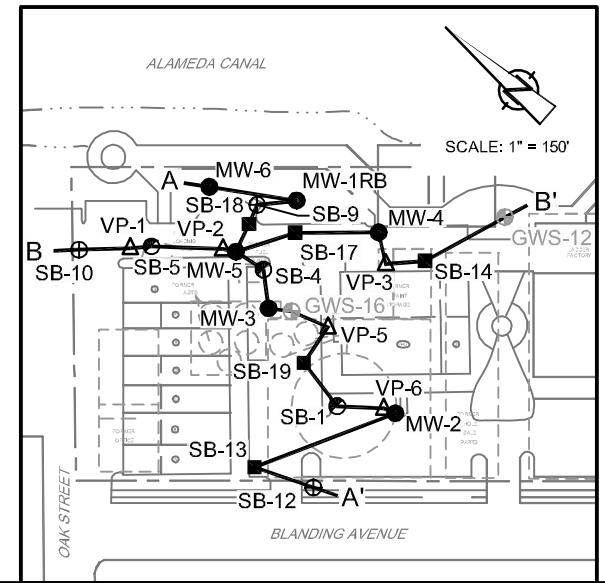 ALAMEDA CANAL
SCALE: 1" = 150'
A
MW-6
MW-1RB
B'
SB-18
SB-9
MW-4
VP-1
VP-2
GWS-12
B
SB-17
SB-10
SB-5
MW-5
SB-4
VP-3
SB-14
MW-3
GWS-16
VP-5
SB-19
VP-6
SB-1
MW-2
FORMER
OFFICE
SB-13
SB-12
A'
OAK STREET
BLANDING AVENUE